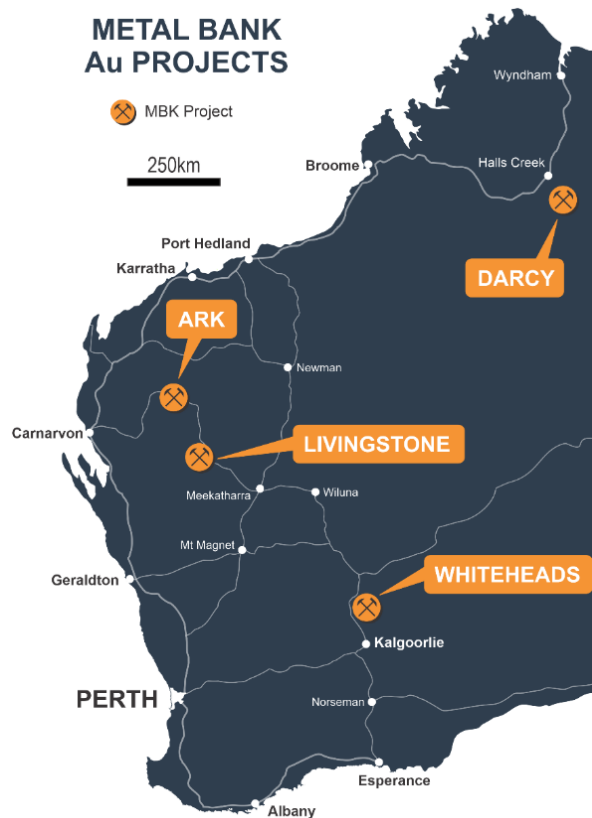 METAL BANK
Au PROJECTS
MBK Project
250km
Wyndham
Broome
Halls Creek
Port Hedland
Karratha
DARCY
ARK
Newman
Carnarvon
LIVINGSTONE
Meekatharra
Wiluna
Mt Magnet
Geraldton
WHITEHEADS
Kalgoorlie
PERTH
Norseman
Esperance
Albany